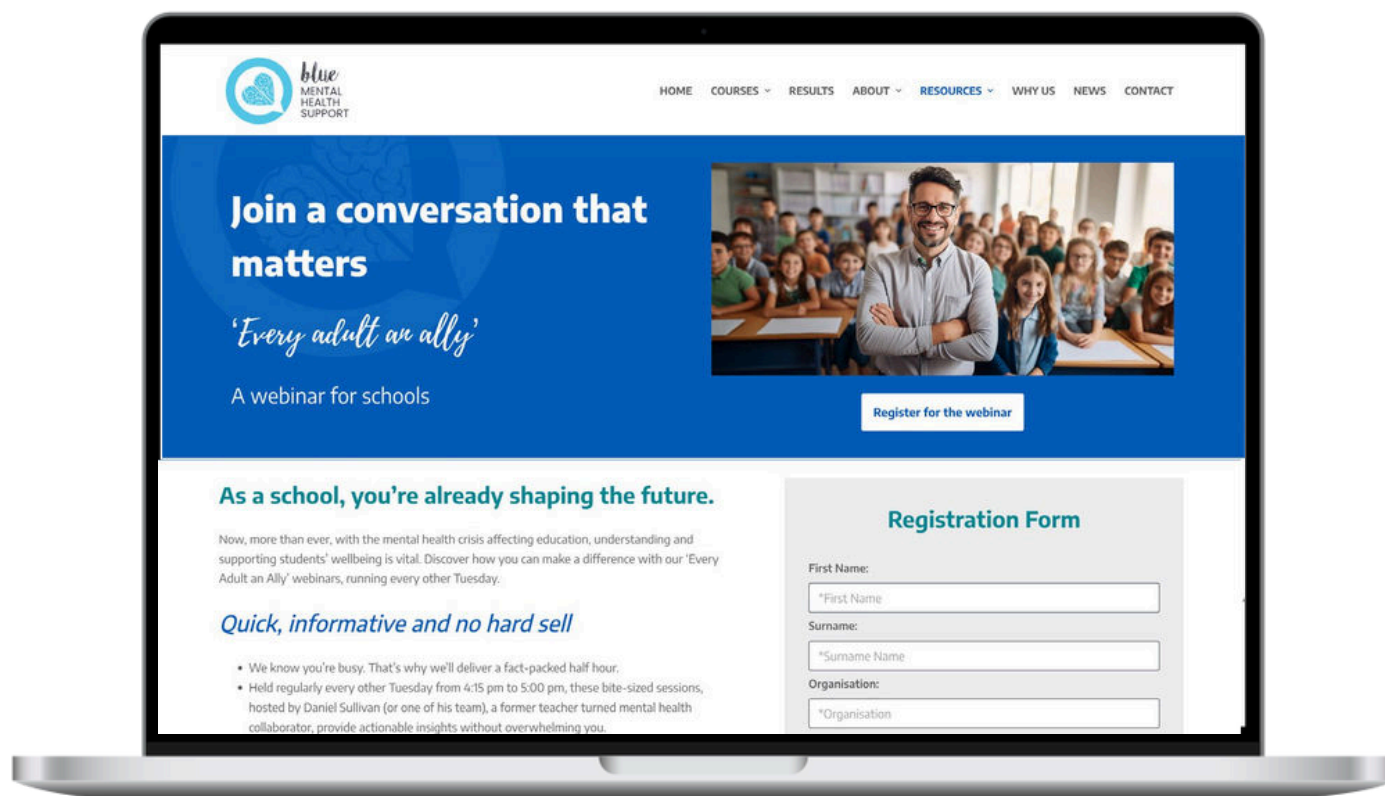 blue
MENTAL
HEALTH
SUPPORT
HOME COURSES RESULTS ABOUT RESOURCES WHY US NEWS CONTACT
Join a conversation that
matters
‘Every adult an ally’
A webinar for schools
Register for the webinar
As a school, you’re already shaping the future.
Now, more than ever, with the mental health crisis affecting education, understanding and
supporting students’ wellbeing is vital. Discover how you can make a difference with our ‘Every
Adult an Ally’ webinars, running every other Tuesday.
Quick, informative and no hard sell
• We know you’re busy. That’s why we’ll deliver a fact-packed half hour.
• Held regularly every other Tuesday from 4:15 pm to 5:00 pm, these bite-sized sessions,
hosted by Daniel Sullivan (or one of his team), a former teacher turned mental health
collaborator, provide actionable insights without overwhelming you.
Registration Form
First Name:
*First Name
Surname:
*Surname Name
Organisation:
*Organisation